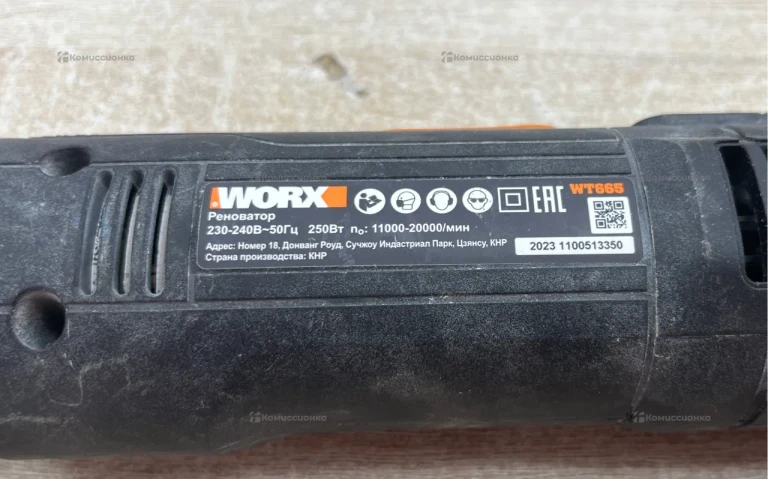 Комиссионка
Комиссионка
WORX
EAC
WT665
Реноватор
230-240В~50Гц 250Вт n₀: 11000-20000/мин
Адрес: Номер 18, Донванг Роуд, Сучжоу Индастриал Парк, Цзянсу, КНР
2023 1100513350
Страна производства: КНР
Комиссионка
Комиссионка